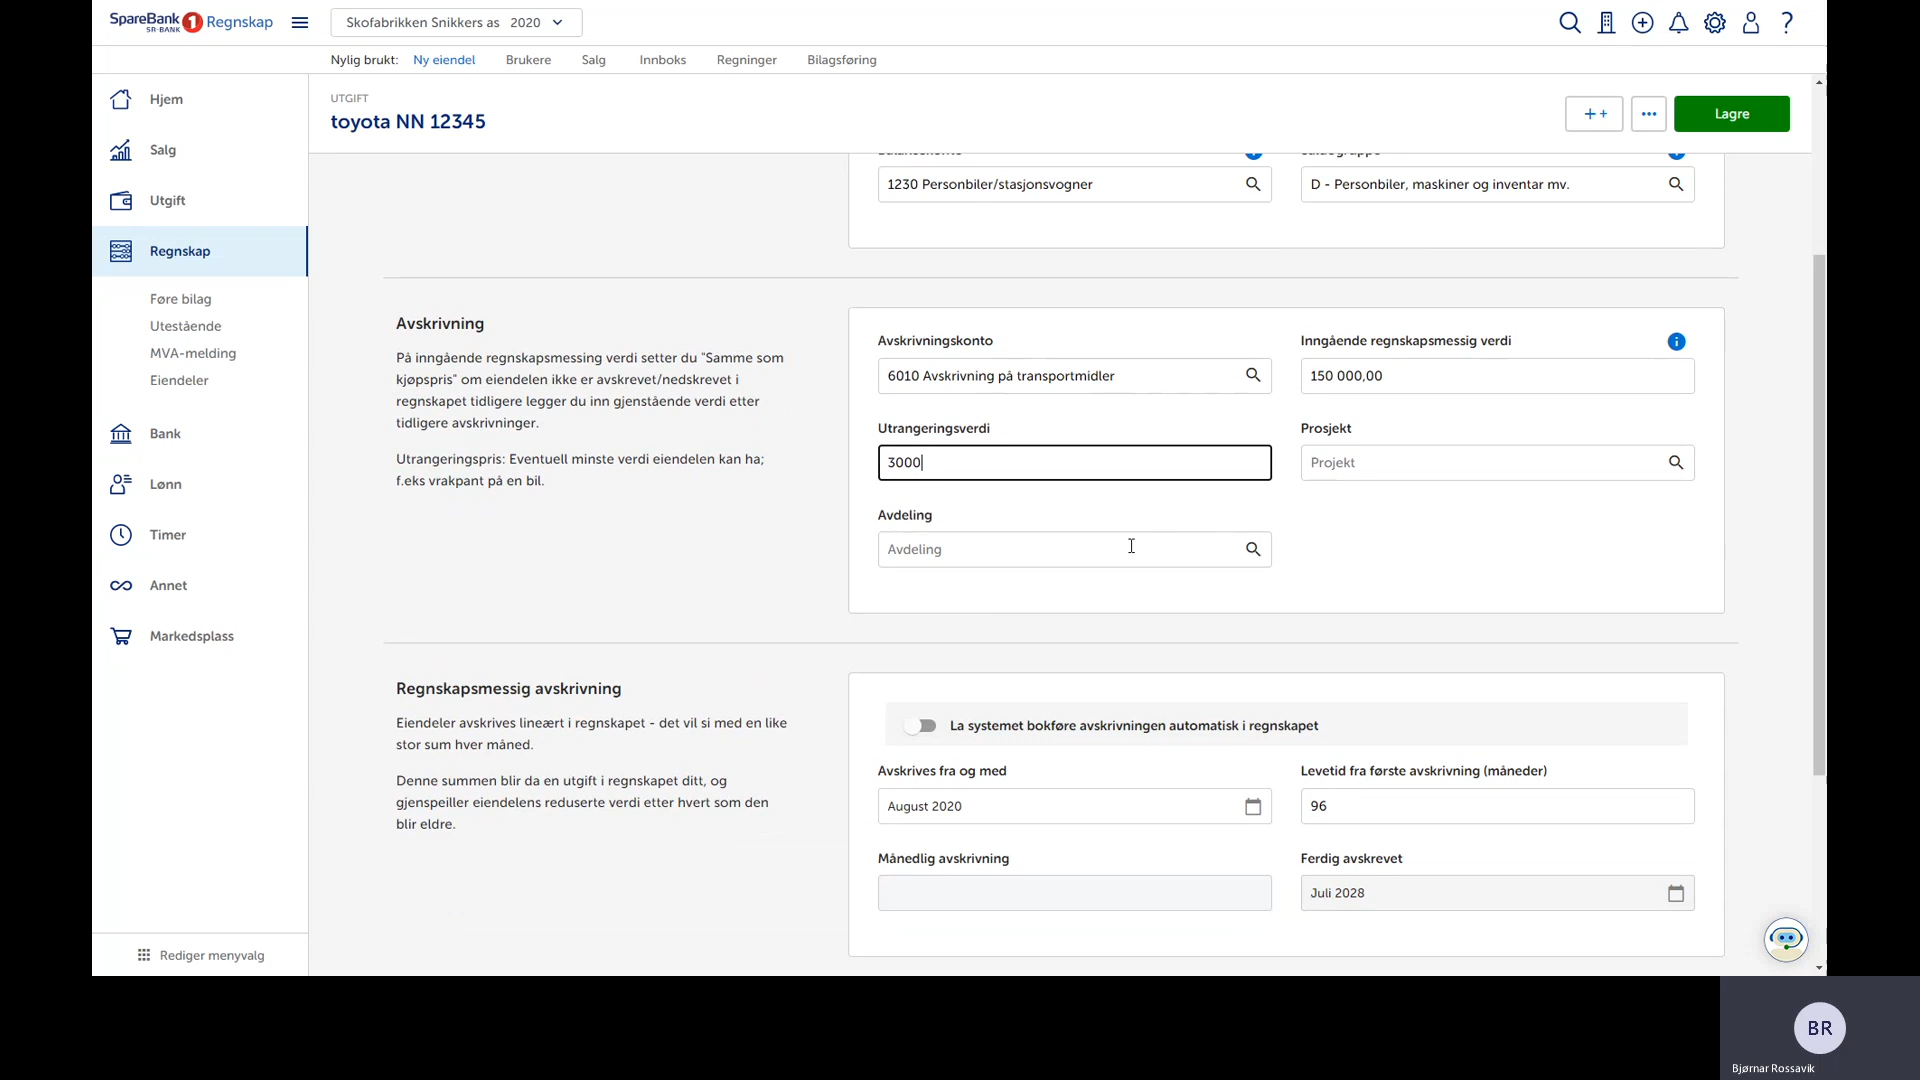 SpareBank 1 Regnskap
SR-BANK
Skofabrikken Snikkers as 2020
Nylig brukt: Ny eiendel Brukere Salg Innboks Regninger Bilagsføring
Hjem
Salg
Utgift
Regnskap
Føre bilag
Utestående
MVA-melding
Eiendeler
Bank
Lønn
Timer
Annet
Markedsplass
Rediger menyvalg
UTGIFT
toyota NN 12345
Lagre
1230 Personbiler/stasjonsvogner
D - Personbiler, maskiner og inventar mv.
Avskrivning
På inngående regnskapsmessing verdi setter du "Samme som
kjøpspris" om eiendelen ikke er avskrevet/nedskrevet i
regnskapet tidligere legger du inn gjenstående verdi etter
tidligere avskrivninger.
Utrangeringspris: Eventuell minste verdi eiendelen kan ha;
f.eks vrakpant på en bil.
Avskrivningskonto
6010 Avskrivning på transportmidler
Inngående regnskapsmessig verdi
150 000,00
Utrangeringsverdi
3000
Prosjekt
Projekt
Avdeling
Avdeling
Regnskapsmessig avskrivning
Eiendeler avskrives lineært i regnskapet - det vil si med en like
stor sum hver måned.
Denne summen blir da en utgift i regnskapet ditt, og
gjenspeiller eiendelens reduserte verdi etter hvert som den
blir eldre.
La systemet bokføre avskrivningen automatisk i regnskapet
Avskrives fra og med
August 2020
Levetid fra første avskrivning (måneder)
96
Månedlig avskrivning
Ferdig avskrevet
Juli 2028
BR
Bjørnar Rossavik